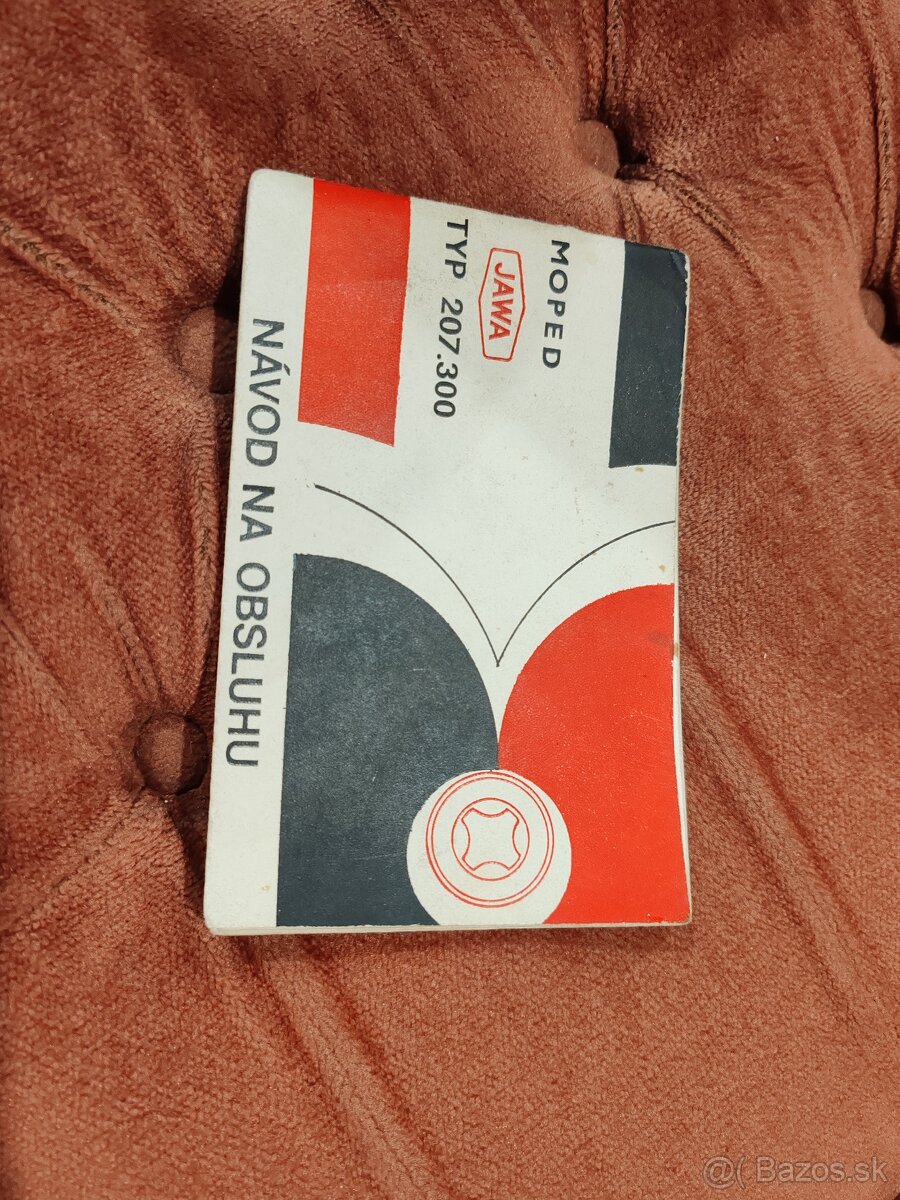 MOPED
JAWA
TYP 207.300
NÁVOD NA OBSLUHU
@( Bazos.sk